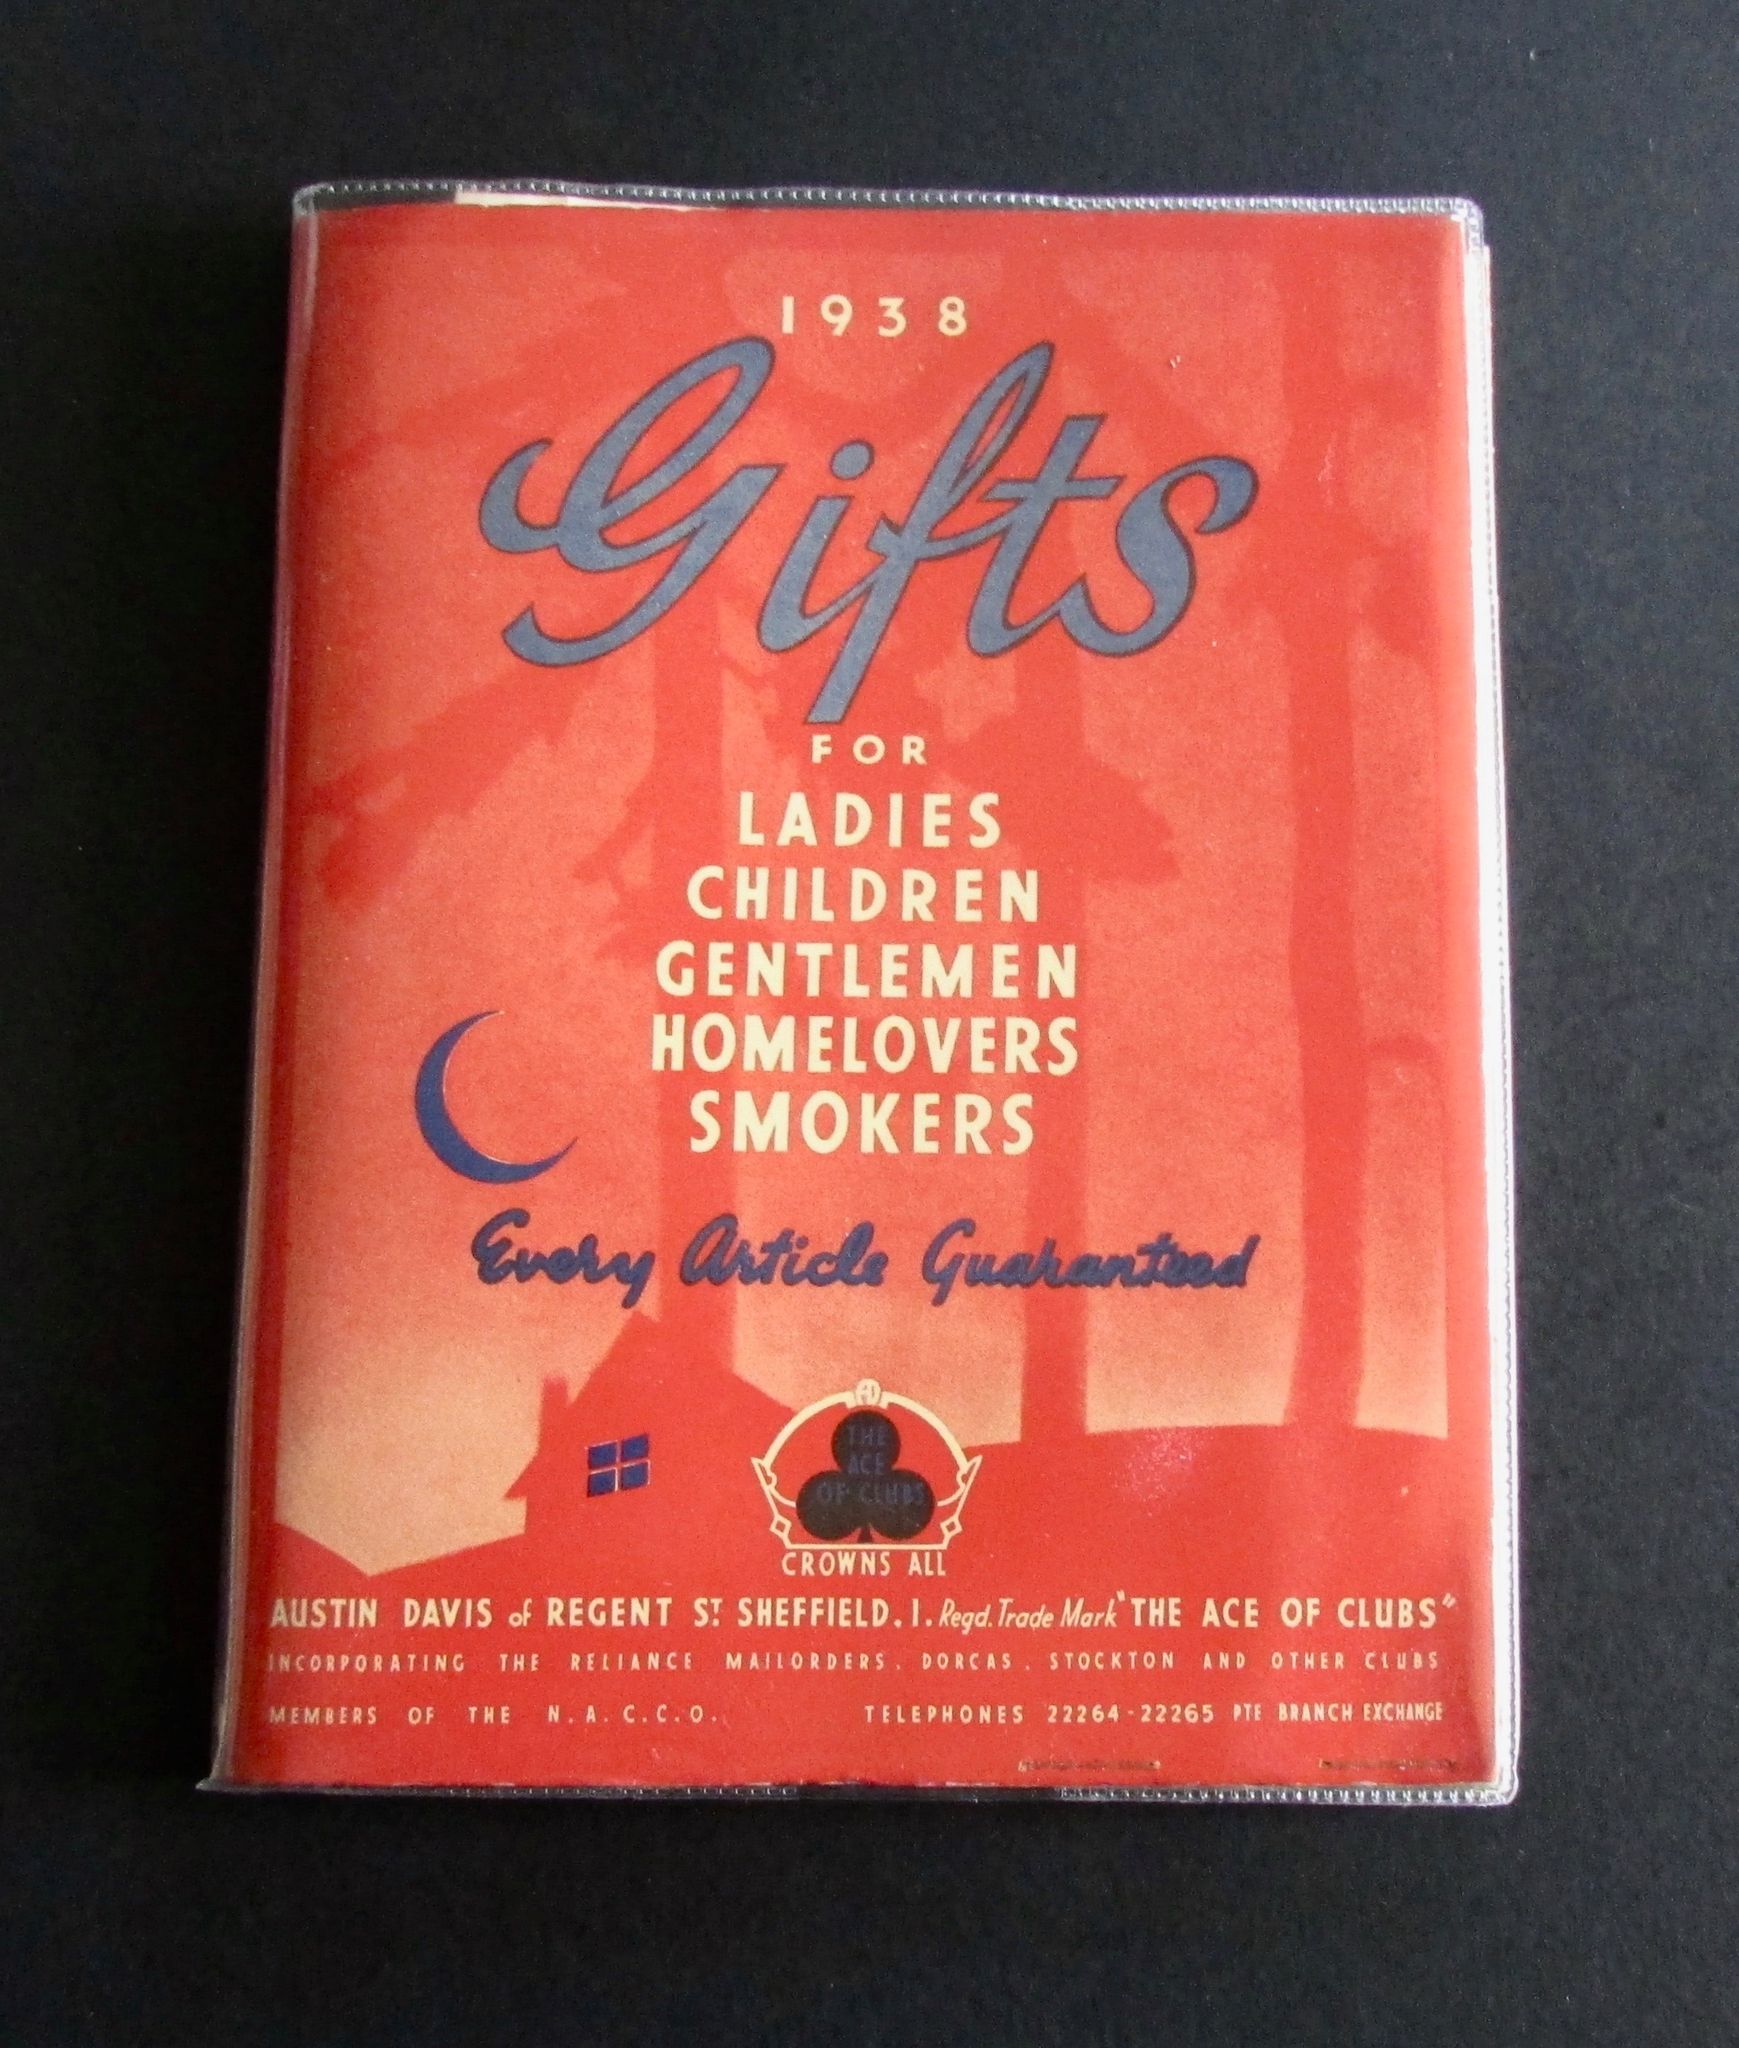 1938
Gifts
FOR
LADIES
CHILDREN
GENTLEMEN
HOMELOVERS
SMOKERS
Every Article Guaranteed
THE
ACE
OF CLUBS
CROWNS ALL
AUSTIN DAVIS of REGENT ST. SHEFFIELD. 1. Regd. Trade Mark "THE ACE OF CLUBS"
INCORPORATING THE RELIANCE MAILORDERS, DORCAS, STOCKTON AND OTHER CLUBS
MEMBERS OF THE N.A.C.C.O. TELEPHONES 22264-22265 PTE BRANCH EXCHANGE